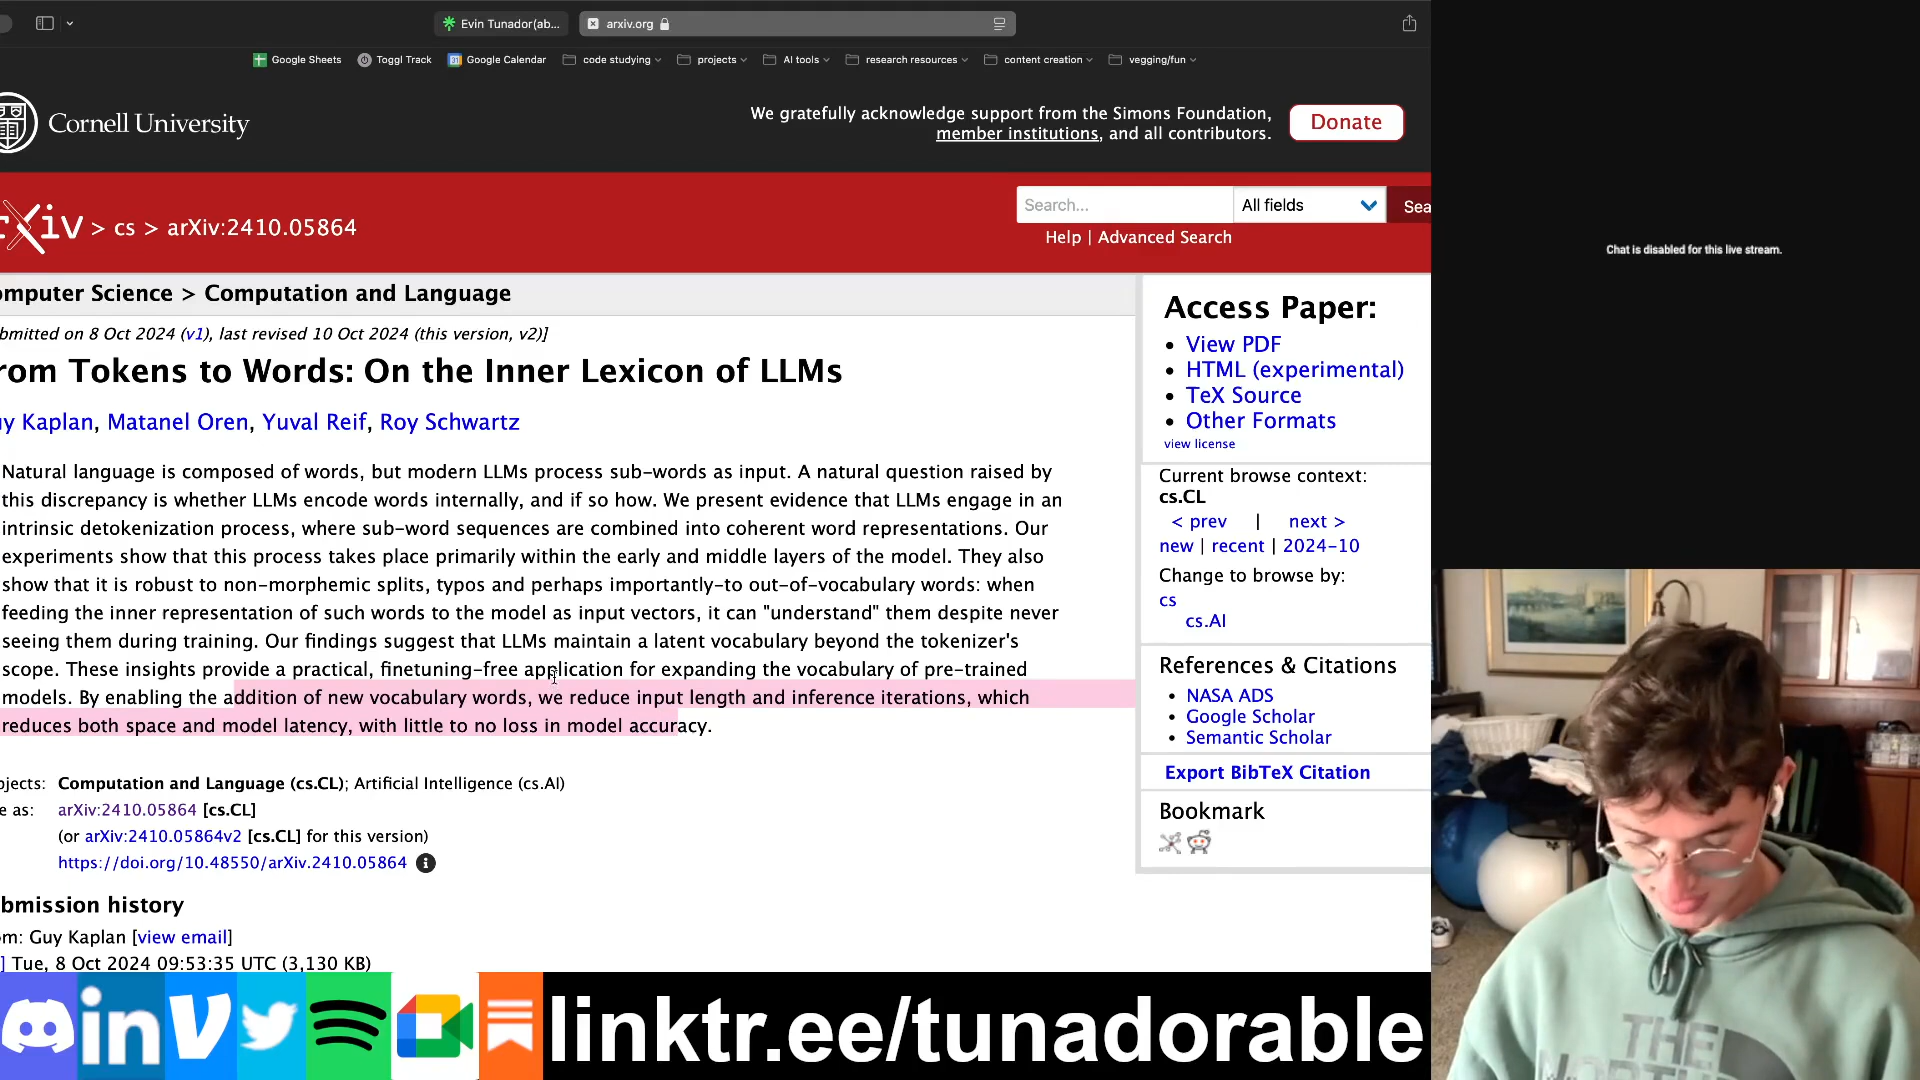 Evin Tunador(ab...
arxiv.org
Google Sheets
Toggl Track
Google Calendar
code studying
projects
AI tools
research resources
content creation
vegging/fun
Cornell University
We gratefully acknowledge support from the Simons Foundation,
member institutions, and all contributors.
Donate
rXiv > cs > arXiv:2410.05864
Search...
All fields
Sea
Help | Advanced Search
omputer Science > Computation and Language
bmitted on 8 Oct 2024 (v1), last revised 10 Oct 2024 (this version, v2)]
rom Tokens to Words: On the Inner Lexicon of LLMs
uy Kaplan, Matanel Oren, Yuval Reif, Roy Schwartz
Natural language is composed of words, but modern LLMs process sub-words as input. A natural question raised by
this discrepancy is whether LLMs encode words internally, and if so how. We present evidence that LLMs engage in an
intrinsic detokenization process, where sub-word sequences are combined into coherent word representations. Our
experiments show that this process takes place primarily within the early and middle layers of the model. They also
show that it is robust to non-morphemic splits, typos and perhaps importantly-to out-of-vocabulary words: when
feeding the inner representation of such words to the model as input vectors, it can "understand" them despite never
seeing them during training. Our findings suggest that LLMs maintain a latent vocabulary beyond the tokenizer's
scope. These insights provide a practical, finetuning-free application for expanding the vocabulary of pre-trained
models. By enabling the addition of new vocabulary words, we reduce input length and inference iterations, which
reduces both space and model latency, with little to no loss in model accuracy.
bjects: Computation and Language (cs.CL); Artificial Intelligence (cs.AI)
e as: arXiv:2410.05864 [cs.CL]
(or arXiv:2410.05864v2 [cs.CL] for this version)
https://doi.org/10.48550/arXiv.2410.05864
bmission history
om: Guy Kaplan [view email]
] Tue, 8 Oct 2024 09:53:35 UTC (3,130 KB)
Access Paper:
View PDF
HTML (experimental)
TeX Source
Other Formats
view license
Current browse context:
cs.CL
< prev | next >
new | recent | 2024-10
Change to browse by:
cs
cs.AI
References & Citations
NASA ADS
Google Scholar
Semantic Scholar
Export BibTeX Citation
Bookmark
Chat is disabled for this live stream.
in
linktr.ee/tunadorable
THE